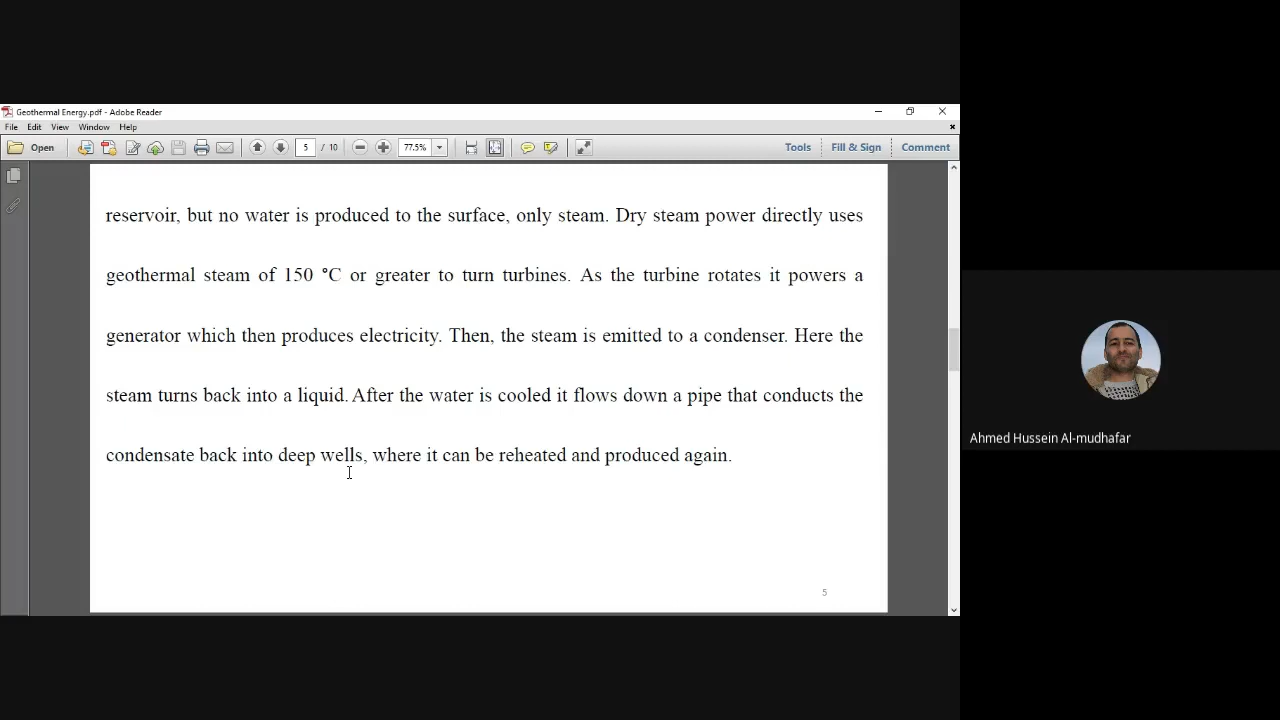 Geothermal Energy.pdf - Adobe Reader
File Edit View Window Help
Open 5 / 10 77.5% Tools Fill & Sign Comment
reservoir, but no water is produced to the surface, only steam. Dry steam power directly uses
geothermal steam of 150 °C or greater to turn turbines. As the turbine rotates it powers a
generator which then produces electricity. Then, the steam is emitted to a condenser. Here the
steam turns back into a liquid. After the water is cooled it flows down a pipe that conducts the
condensate back into deep wells, where it can be reheated and produced again.
5
Ahmed Hussein Al-mudhafar